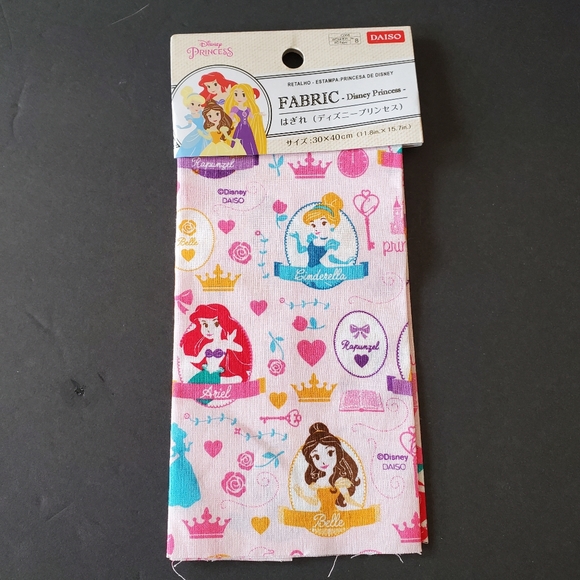 Disney
PRINCESS
DAISO
RETALHO - ESTAMPA:PRINCESA DE DISNEY
FABRIC - Disney Princess -
はぎれ（ディズニープリンセス）
サイズ:30×40cm (11.8in.×15.7in.)
Rapunzel
©Disney
DAISO
Belle
Cinderella
Rapunzel
Ariel
©Disney
DAISO
Belle